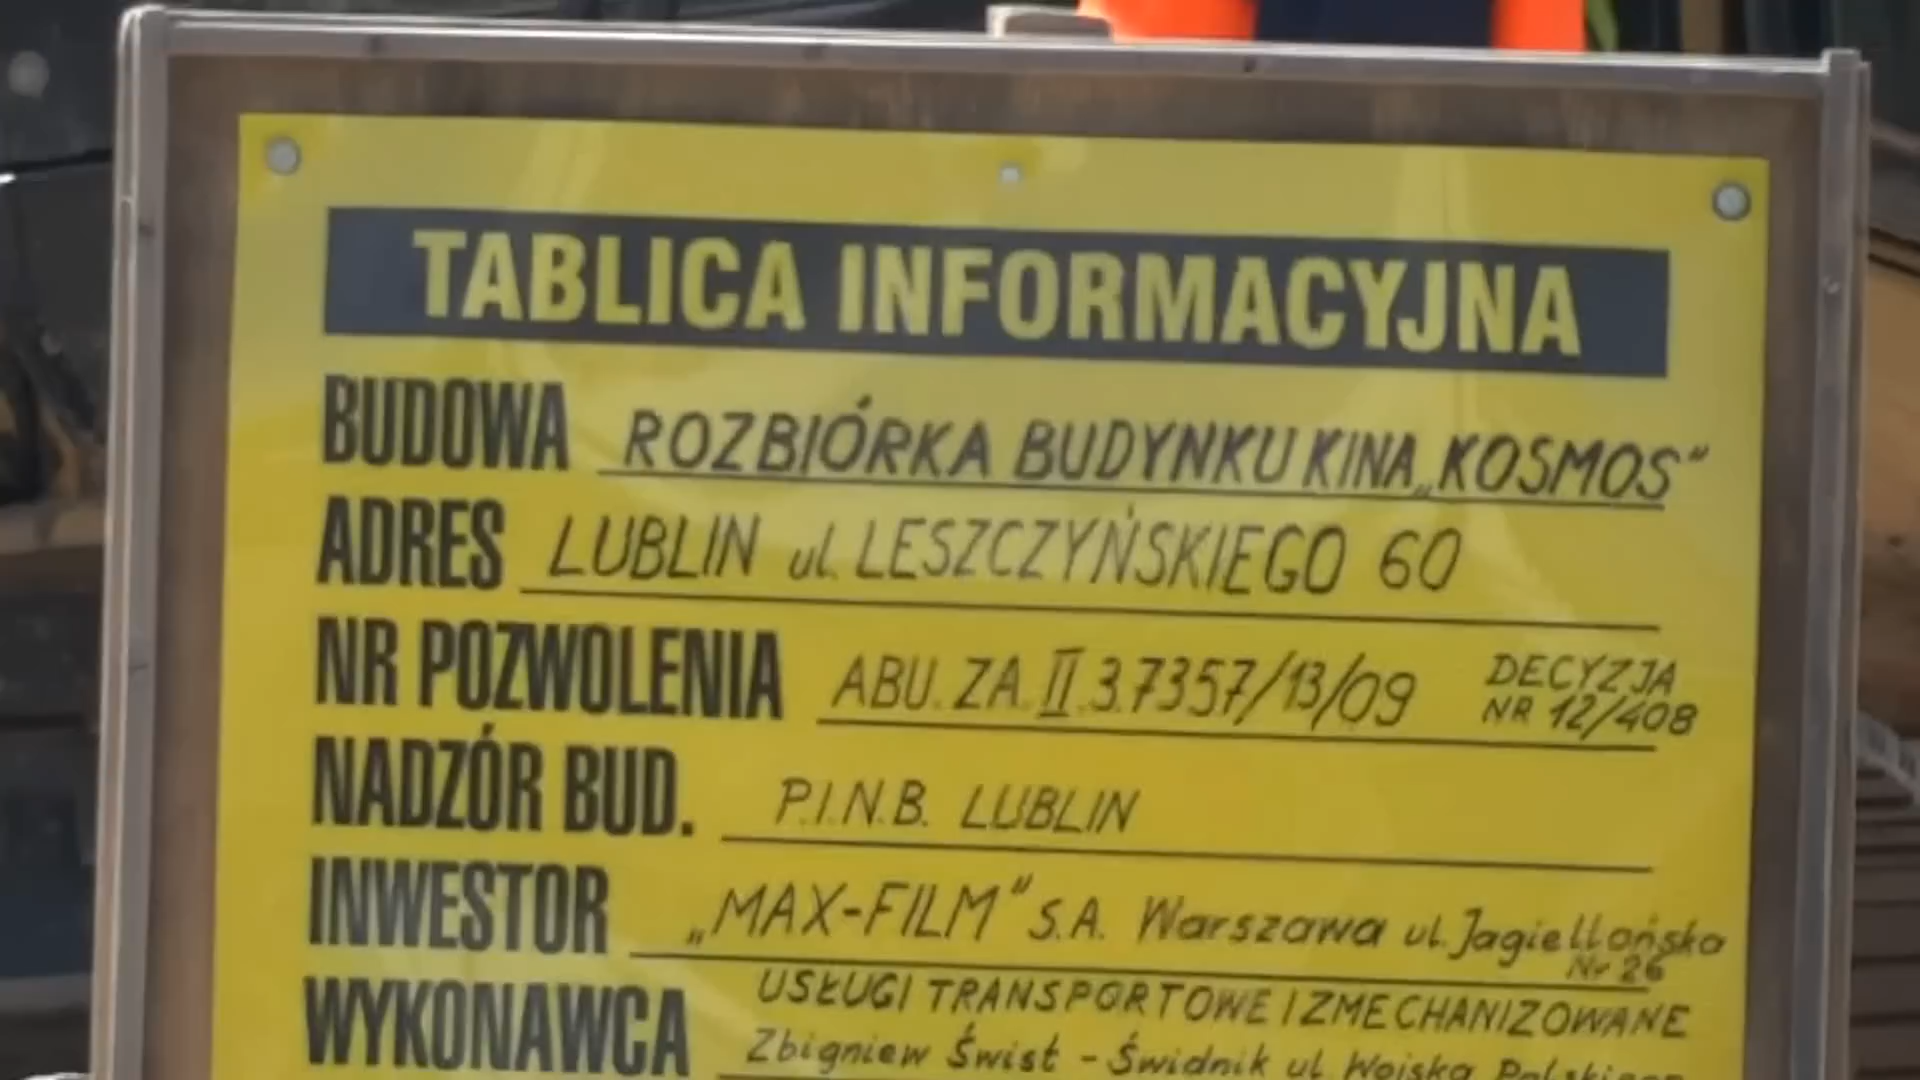 TABLICA INFORMACYJNA
BUDOWA ROZBIÓRKA BUDYNKU KINA „KOSMOS"
ADRES LUBLIN ul. LESZCZYŃSKIEGO 60
NR POZWOLENIA ABU.ZA.II.3.7357/13/09 DECYZJA
NR 12/408
NADZÓR BUD. P.I.N.B. LUBLIN
INWESTOR „MAX-FILM" S.A. Warszawa ul. Jagiellońska
Nr 26
WYKONAWCA USŁUGI TRANSPORTOWE I ZMECHANIZOWANE
Zbigniew Świst - Świdnik ul. Wojska Polskiego